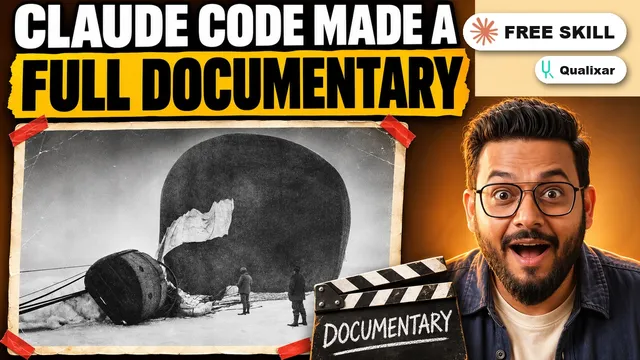 CLAUDE CODE MADE A
FULL DOCUMENTARY
FREE SKILL
Qualixar
DOCUMENTARY